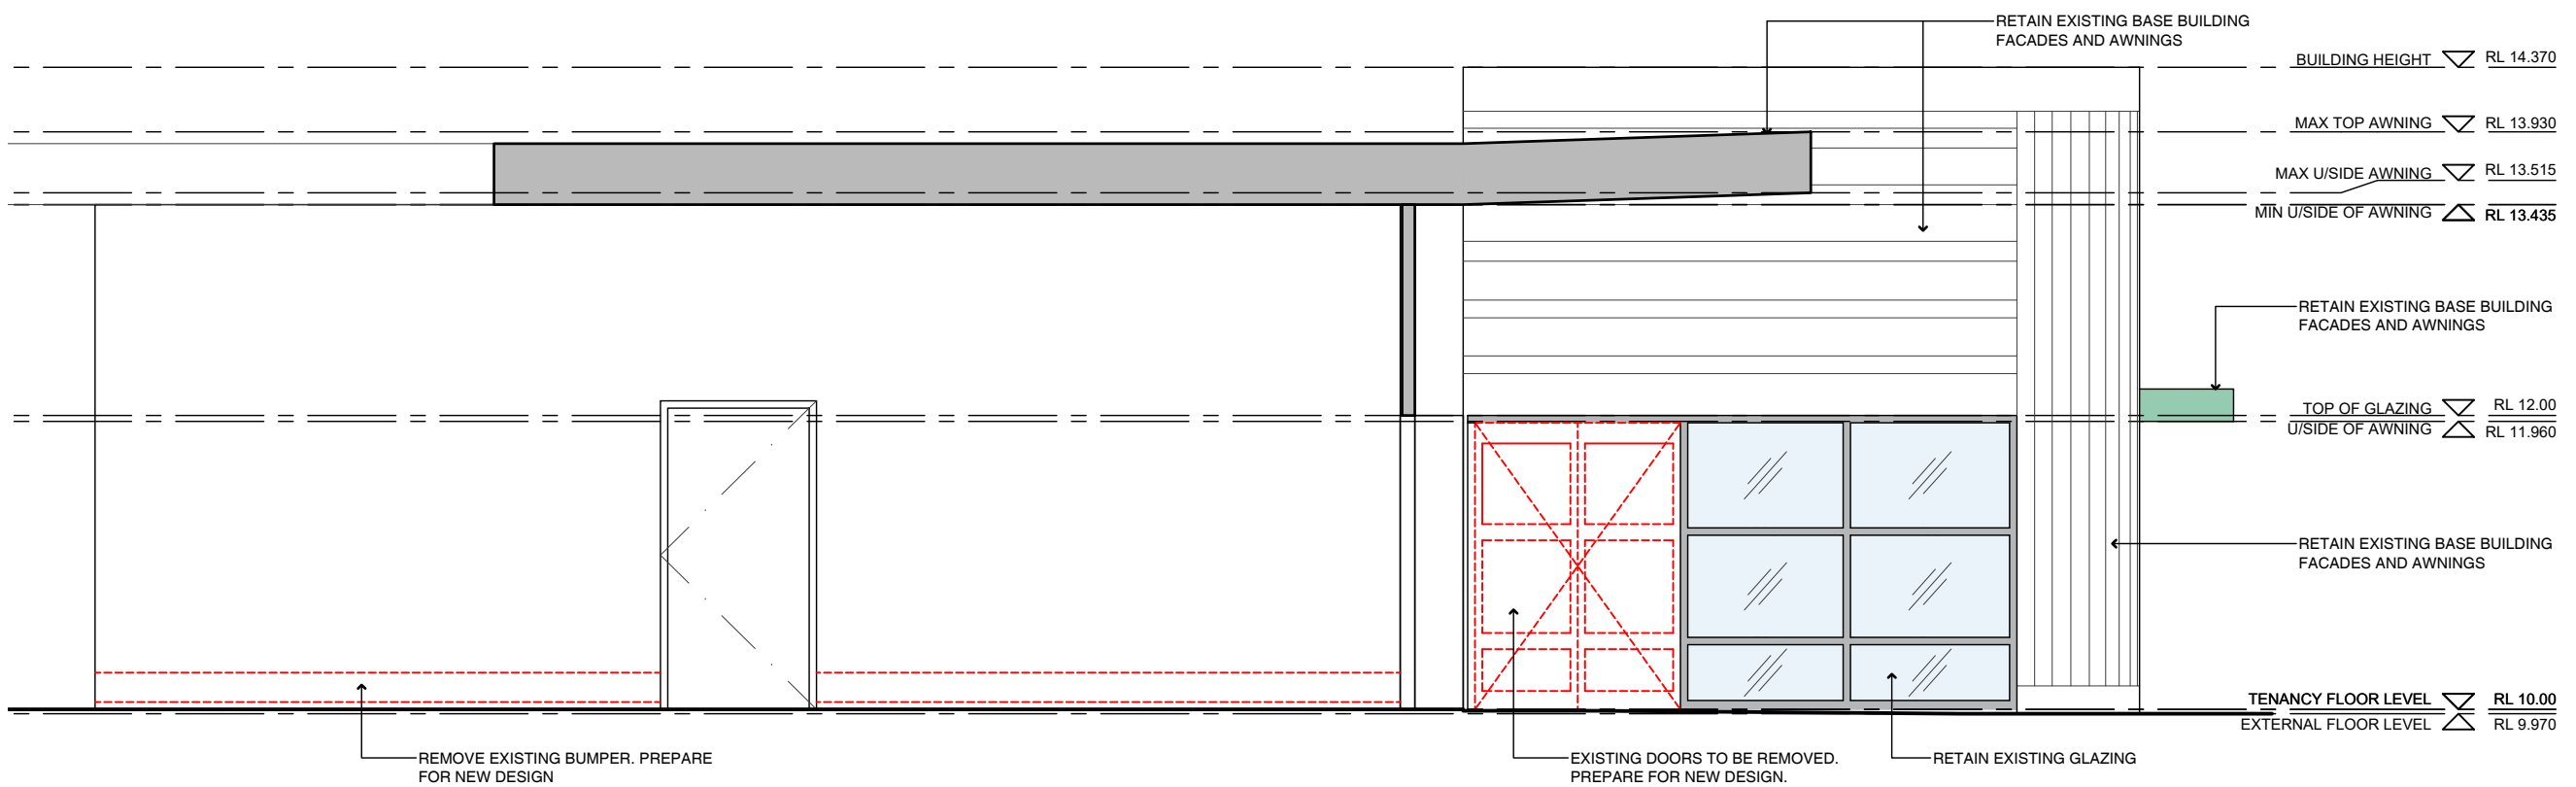 RETAIN EXISTING BASE BUILDING
FACADES AND AWNINGS
BUILDING HEIGHT RL 14.370
MAX TOP AWNING RL 13.930
MAX U/SIDE AWNING RL 13.515
MIN U/SIDE OF AWNING RL 13.435
RETAIN EXISTING BASE BUILDING
FACADES AND AWNINGS
TOP OF GLAZING RL 12.00
U/SIDE OF AWNING RL 11.960
RETAIN EXISTING BASE BUILDING
FACADES AND AWNINGS
TENANCY FLOOR LEVEL RL 10.00
EXTERNAL FLOOR LEVEL RL 9.970
REMOVE EXISTING BUMPER. PREPARE
FOR NEW DESIGN
EXISTING DOORS TO BE REMOVED.
PREPARE FOR NEW DESIGN.
RETAIN EXISTING GLAZING